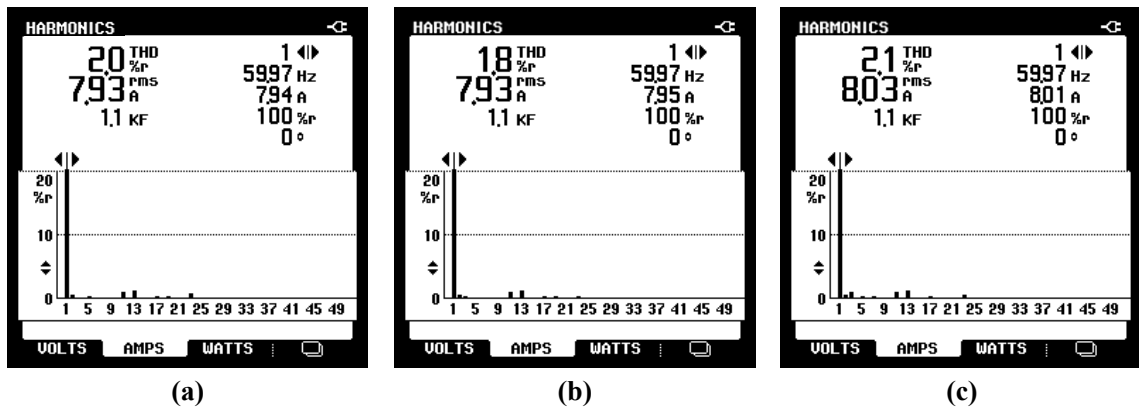 HARMONICS
2.0 THD %r
1 
7.93 rms A
59.97 Hz
7.94 A
1.1 KF
100 %r
0 °
20
%r
10
0
1 5 9 13 17 21 25 29 33 37 41 45 49
VOLTS AMPS WATTS
(a)
HARMONICS
1.8 THD %r
1
7.93 rms A
59.97 Hz
7.95 A
1.1 KF
100 %r
0 °
20
%r
10
0
1 5 9 13 17 21 25 29 33 37 41 45 49
VOLTS AMPS WATTS
(b)
HARMONICS
2.1 THD %r
1
8.03 rms A
59.97 Hz
8.01 A
1.1 KF
100 %r
0 °
20
%r
10
0
1 5 9 13 17 21 25 29 33 37 41 45 49
VOLTS AMPS WATTS
(c)